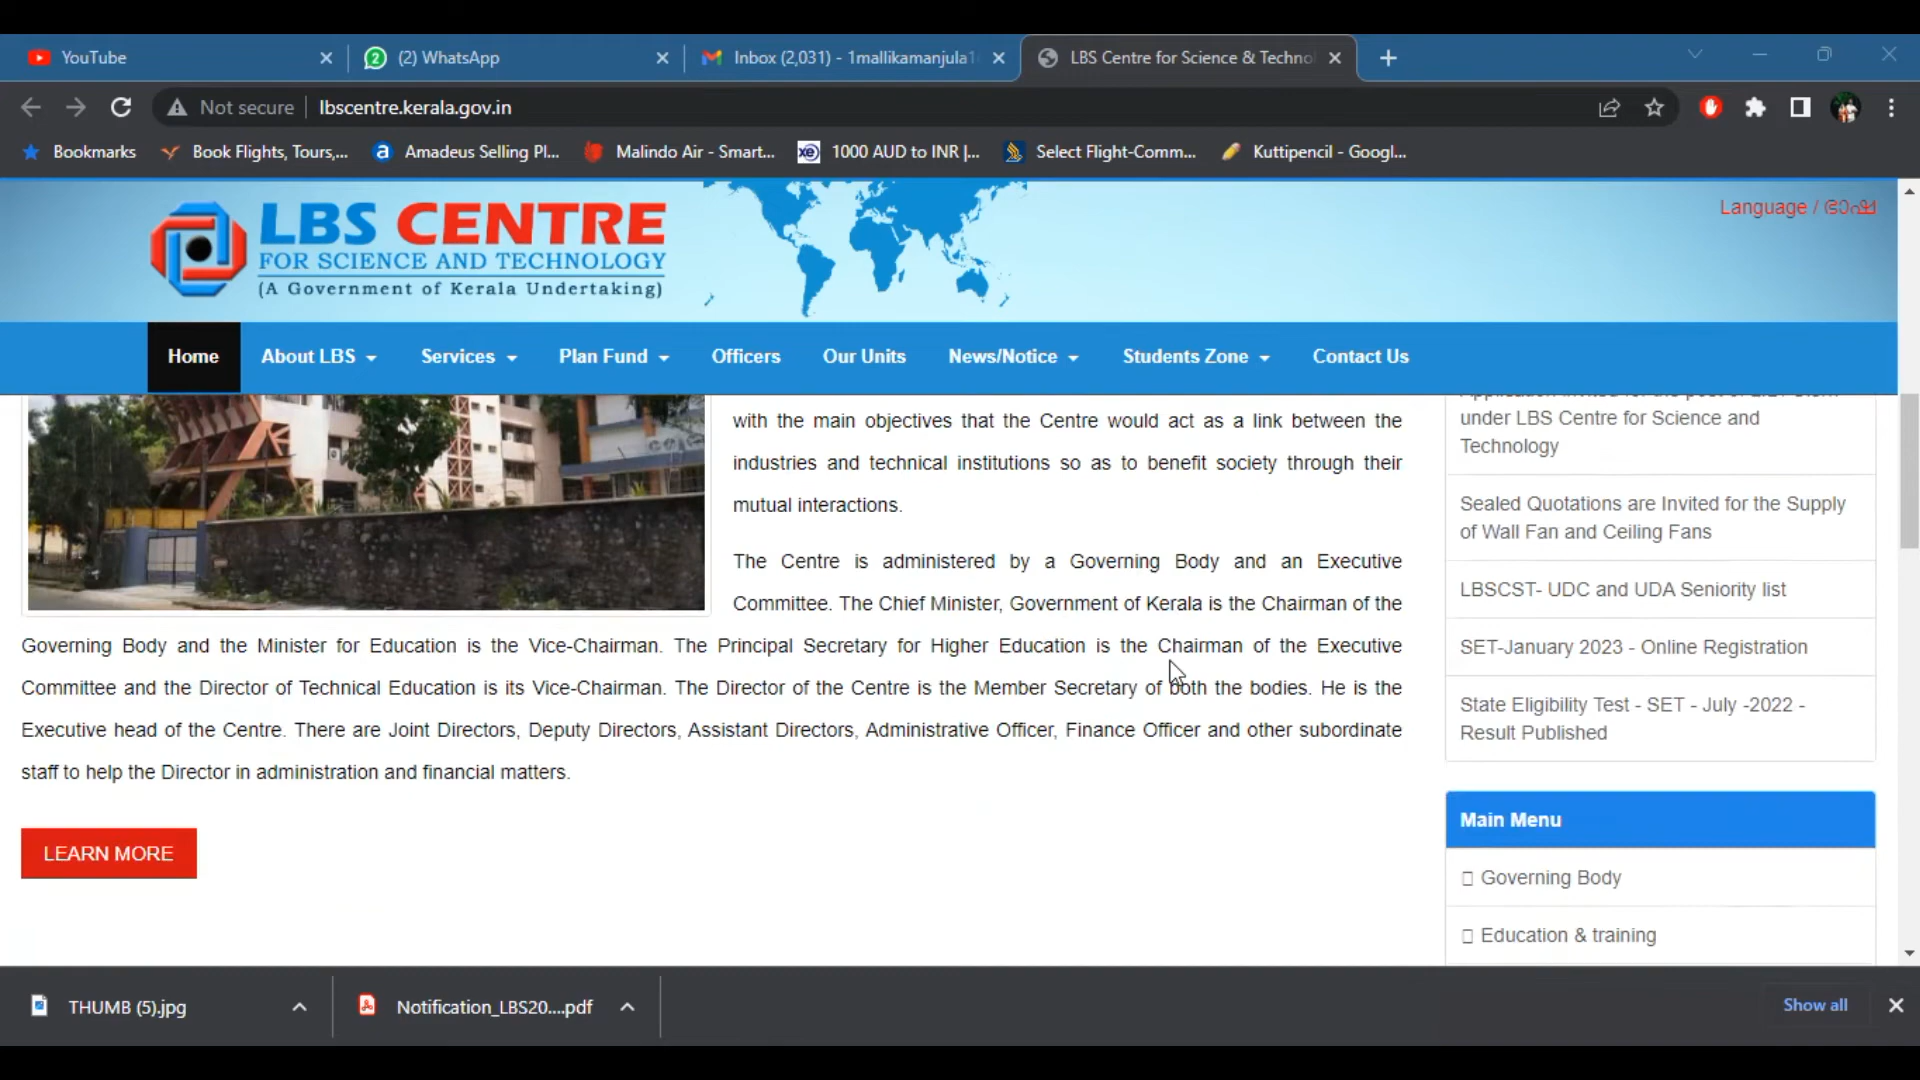 YouTube
(2) WhatsApp
Inbox (2,031) - 1mallikamanjula1
LBS Centre for Science & Techno
Not secure
lbscentre.kerala.gov.in
Bookmarks
Book Flights, Tours,...
Amadeus Selling Pl...
Malindo Air - Smart...
xe
1000 AUD to INR |...
Select Flight-Comm...
Kuttipencil - Googl...
LBS CENTRE
FOR SCIENCE AND TECHNOLOGY
(A Government of Kerala Undertaking)
Language / ഭാഷ
Home
About LBS
Services
Plan Fund
Officers
Our Units
News/Notice
Students Zone
Contact Us
with the main objectives that the Centre would act as a link between the
industries and technical institutions so as to benefit society through their
mutual interactions.
The Centre is administered by a Governing Body and an Executive
Committee. The Chief Minister, Government of Kerala is the Chairman of the
Governing Body and the Minister for Education is the Vice-Chairman. The Principal Secretary for Higher Education is the Chairman of the Executive
Committee and the Director of Technical Education is its Vice-Chairman. The Director of the Centre is the Member Secretary of both the bodies. He is the
Executive head of the Centre. There are Joint Directors, Deputy Directors, Assistant Directors, Administrative Officer, Finance Officer and other subordinate
staff to help the Director in administration and financial matters.
LEARN MORE
under LBS Centre for Science and
Technology
Sealed Quotations are Invited for the Supply
of Wall Fan and Ceiling Fans
LBSCST- UDC and UDA Seniority list
SET-January 2023 - Online Registration
State Eligibility Test - SET - July -2022 -
Result Published
Main Menu
Governing Body
Education & training
THUMB (5).jpg
Notification_LBS20....pdf
Show all